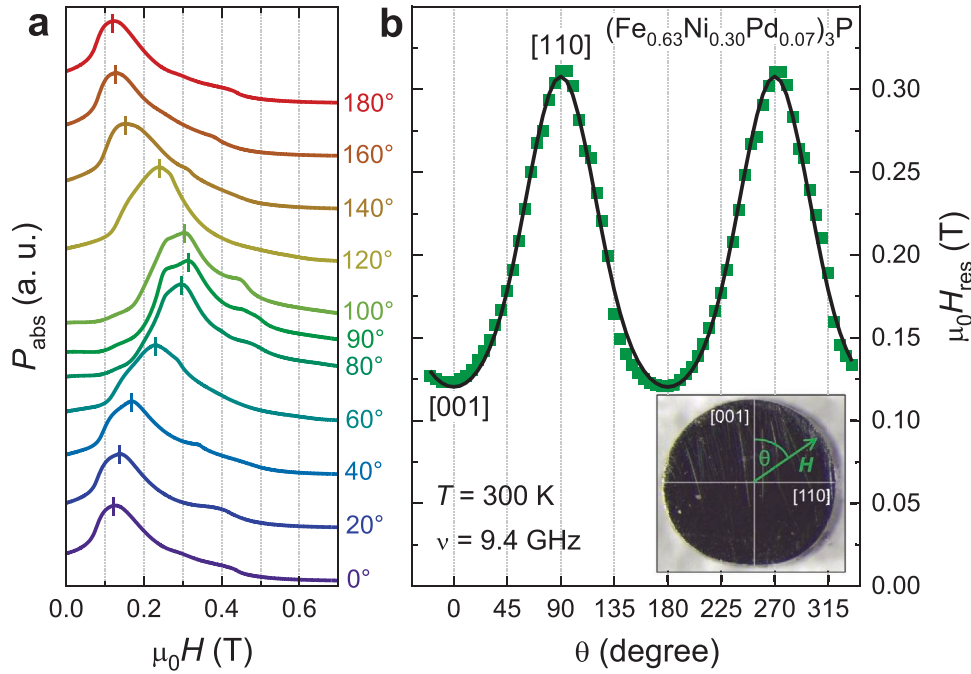 a
P_abs (a. u.)
180°
160°
140°
120°
100°
90°
80°
60°
40°
20°
0°
0.0 0.2 0.4 0.6
μ₀H (T)
b
(Fe₀.₆₃Ni₀.₃₀Pd₀.₀₇)₃P
[110]
[001]
T = 300 K
ν = 9.4 GHz
[001]
θ
H
[110]
0.30
0.25
0.20
0.15
0.10
0.05
0.00
μ₀H_res (T)
0 45 90 135 180 225 270 315
θ (degree)